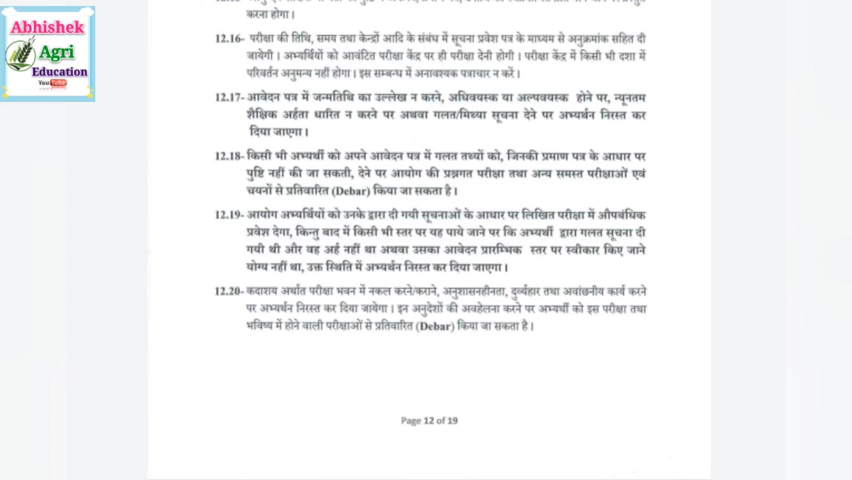 Abhishek
Agri
Education
You
करना होगा।
12.16- परीक्षा की तिथि, समय तथा केन्द्रों आदि के संबंध में सूचना प्रवेश पत्र के माध्यम से अनुक्रमांक सहित दी
जायेगी। अभ्यर्थियों को आवंटित परीक्षा केंद्र पर ही परीक्षा देनी होगी। परीक्षा केंद्र में किसी भी दशा में
परिवर्तन अनुमन्य नहीं होगा। इस सम्बन्ध में अनावश्यक पत्राचार न करें।
12.17- आवेदन पत्र में जन्मतिथि का उल्लेख न करने, अधिवयस्क या अल्पवयस्क होने पर, न्यूनतम
शैक्षिक अर्हता धारित न करने पर अथवा गलत/मिथ्या सूचना देने पर अभ्यर्थन निरस्त कर
दिया जाएगा।
12.18- किसी भी अभ्यर्थी को अपने आवेदन पत्र में गलत तथ्यों को, जिनकी प्रमाण पत्र के आधार पर
पुष्टि नहीं की जा सकती, देने पर आयोग की प्रश्नगत परीक्षा तथा अन्य समस्त परीक्षाओं एवं
चयनों से प्रतिवारित (Debar) किया जा सकता है।
12.19- आयोग अभ्यर्थियों को उनके द्वारा दी गयी सूचनाओं के आधार पर लिखित परीक्षा में औपबंधिक
प्रवेश देगा, किन्तु बाद में किसी भी स्तर पर यह पाये जाने पर कि अभ्यर्थी द्वारा गलत सूचना दी
गयी थी और वह अर्ह नहीं था अथवा उसका आवेदन प्रारम्भिक स्तर पर स्वीकार किए जाने
योग्य नहीं था, उक्त स्थिति में अभ्यर्थन निरस्त कर दिया जाएगा।
12.20- कदाशय अर्थात परीक्षा भवन में नकल करने/कराने, अनुशासनहीनता, दुर्व्यहार तथा अवांछनीय कार्य करने
पर अभ्यर्थन निरस्त कर दिया जायेगा। इन अनुदेशों की अवहेलना करने पर अभ्यर्थी को इस परीक्षा तथा
भविष्य में होने वाली परीक्षाओं से प्रतिवारित (Debar) किया जा सकता है।
Page 12 of 19